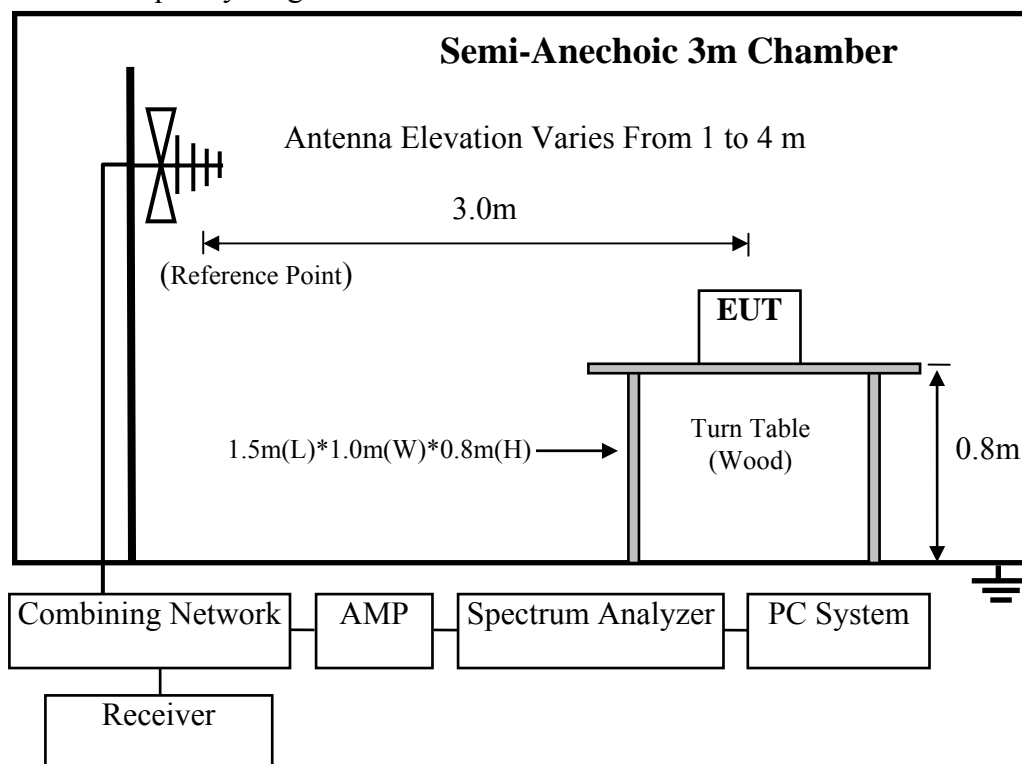 Semi-Anechoic 3m Chamber
Antenna Elevation Varies From 1 to 4 m
3.0m
(Reference Point)
EUT
1.5m(L)*1.0m(W)*0.8m(H)
Turn Table
(Wood)
0.8m
Combining Network
AMP
Spectrum Analyzer
PC System
Receiver